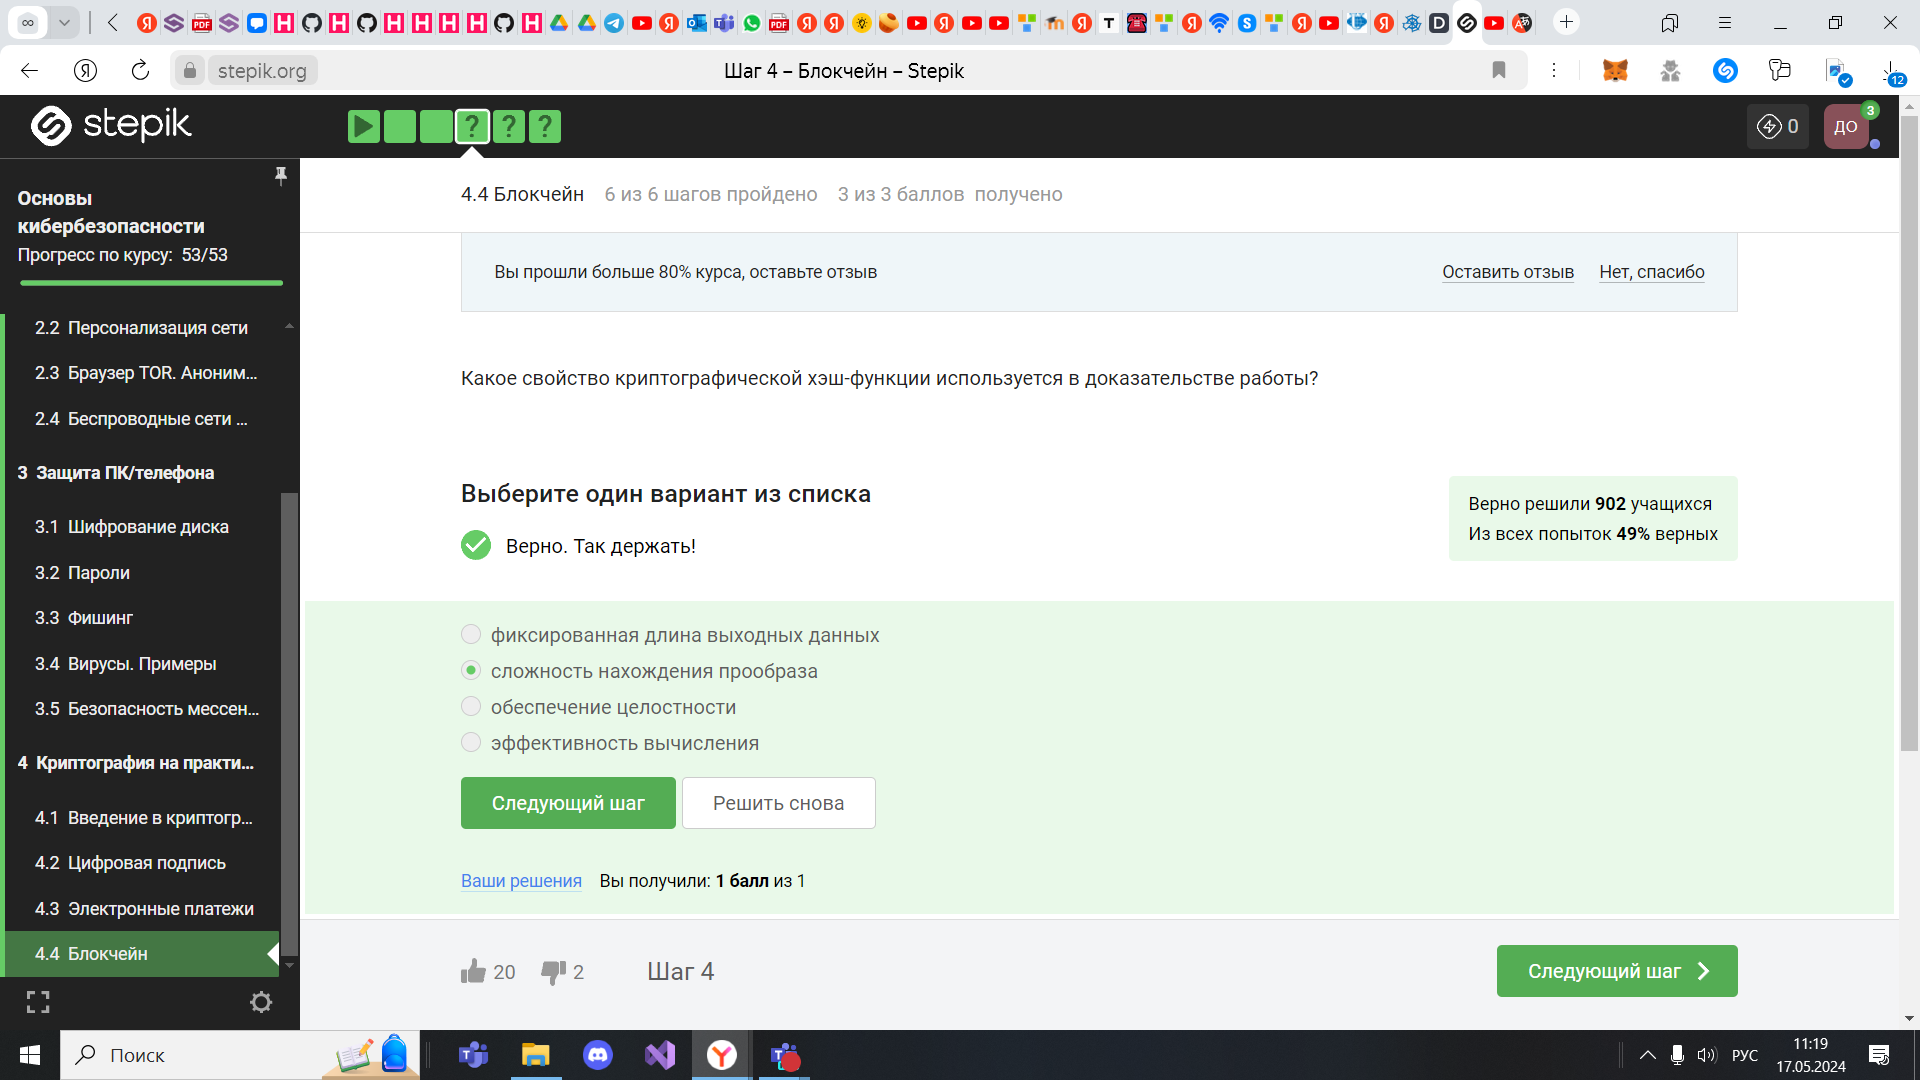 stepik.org
Шаг 4 – Блокчейн – Stepik
12
stepik
? ? ?
0
ДО
3
Основы
кибербезопасности
Прогресс по курсу: 53/53
2.2 Персонализация сети
2.3 Браузер TOR. Аноним...
2.4 Беспроводные сети ...
3 Защита ПК/телефона
3.1 Шифрование диска
3.2 Пароли
3.3 Фишинг
3.4 Вирусы. Примеры
3.5 Безопасность мессен...
4 Криптография на практи...
4.1 Введение в криптогр...
4.2 Цифровая подпись
4.3 Электронные платежи
4.4 Блокчейн
4.4 Блокчейн 6 из 6 шагов пройдено 3 из 3 баллов получено
Вы прошли больше 80% курса, оставьте отзыв
Оставить отзыв Нет, спасибо
Какое свойство криптографической хэш-функции используется в доказательстве работы?
Выберите один вариант из списка
Верно. Так держать!
Верно решили 902 учащихся
Из всех попыток 49% верных
фиксированная длина выходных данных
сложность нахождения прообраза
обеспечение целостности
эффективность вычисления
Следующий шаг Решить снова
Ваши решения Вы получили: 1 балл из 1
20 2 Шаг 4
Следующий шаг
Поиск
РУС
11:19
17.05.2024